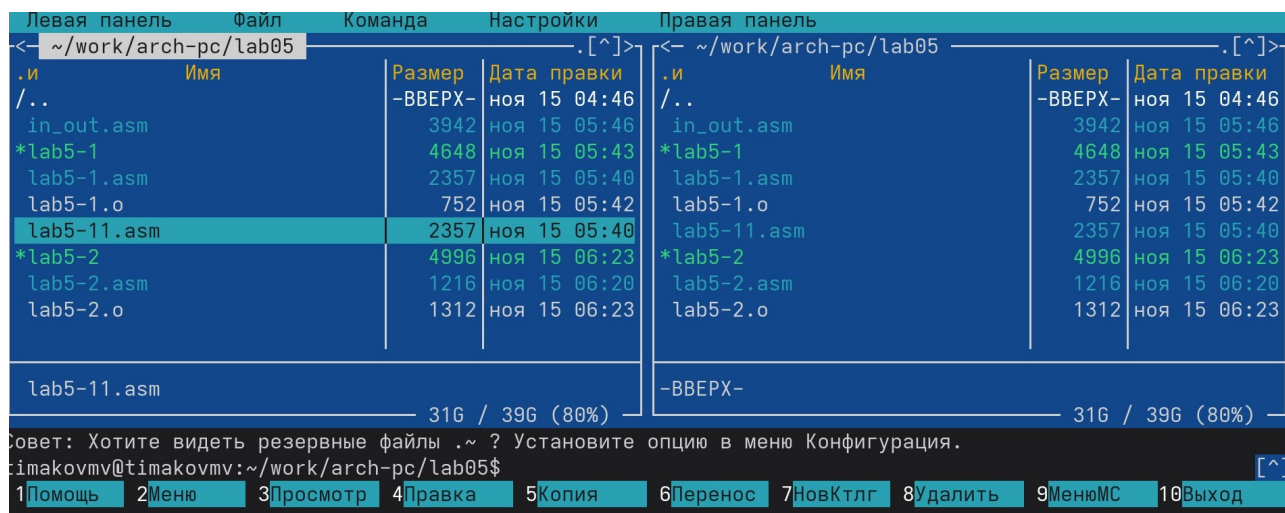 Левая панель Файл Команда Настройки Правая панель
<— ~/work/arch-pc/lab05 .[^]> <— ~/work/arch-pc/lab05 .[^]>
.и Имя Размер Дата правки .и Имя Размер Дата правки
/.. -ВВЕРХ- ноя 15 04:46 /.. -ВВЕРХ- ноя 15 04:46
in_out.asm 3942 ноя 15 05:46 in_out.asm 3942 ноя 15 05:46
*lab5-1 4648 ноя 15 05:43 *lab5-1 4648 ноя 15 05:43
lab5-1.asm 2357 ноя 15 05:40 lab5-1.asm 2357 ноя 15 05:40
lab5-1.o 752 ноя 15 05:42 lab5-1.o 752 ноя 15 05:42
lab5-11.asm 2357 ноя 15 05:40 lab5-11.asm 2357 ноя 15 05:40
*lab5-2 4996 ноя 15 06:23 *lab5-2 4996 ноя 15 06:23
lab5-2.asm 1216 ноя 15 06:20 lab5-2.asm 1216 ноя 15 06:20
lab5-2.o 1312 ноя 15 06:23 lab5-2.o 1312 ноя 15 06:23
lab5-11.asm -ВВЕРХ-
31G / 39G (80%) 31G / 39G (80%)
Совет: Хотите видеть резервные файлы .~ ? Установите опцию в меню Конфигурация.
timakovmv@timakovmv:~/work/arch-pc/lab05$ [^]
1Помощь 2Меню 3Просмотр 4Правка 5Копия 6Перенос 7НовКтлг 8Удалить 9МенюMC 10Выход